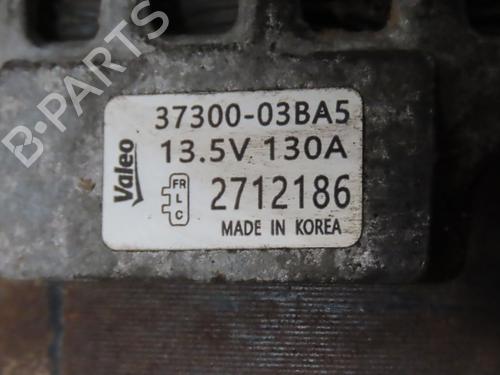 B-PARTS
37300-03BA5
13.5V 130A
Valeo
FR
L
C
2712186
MADE IN KOREA